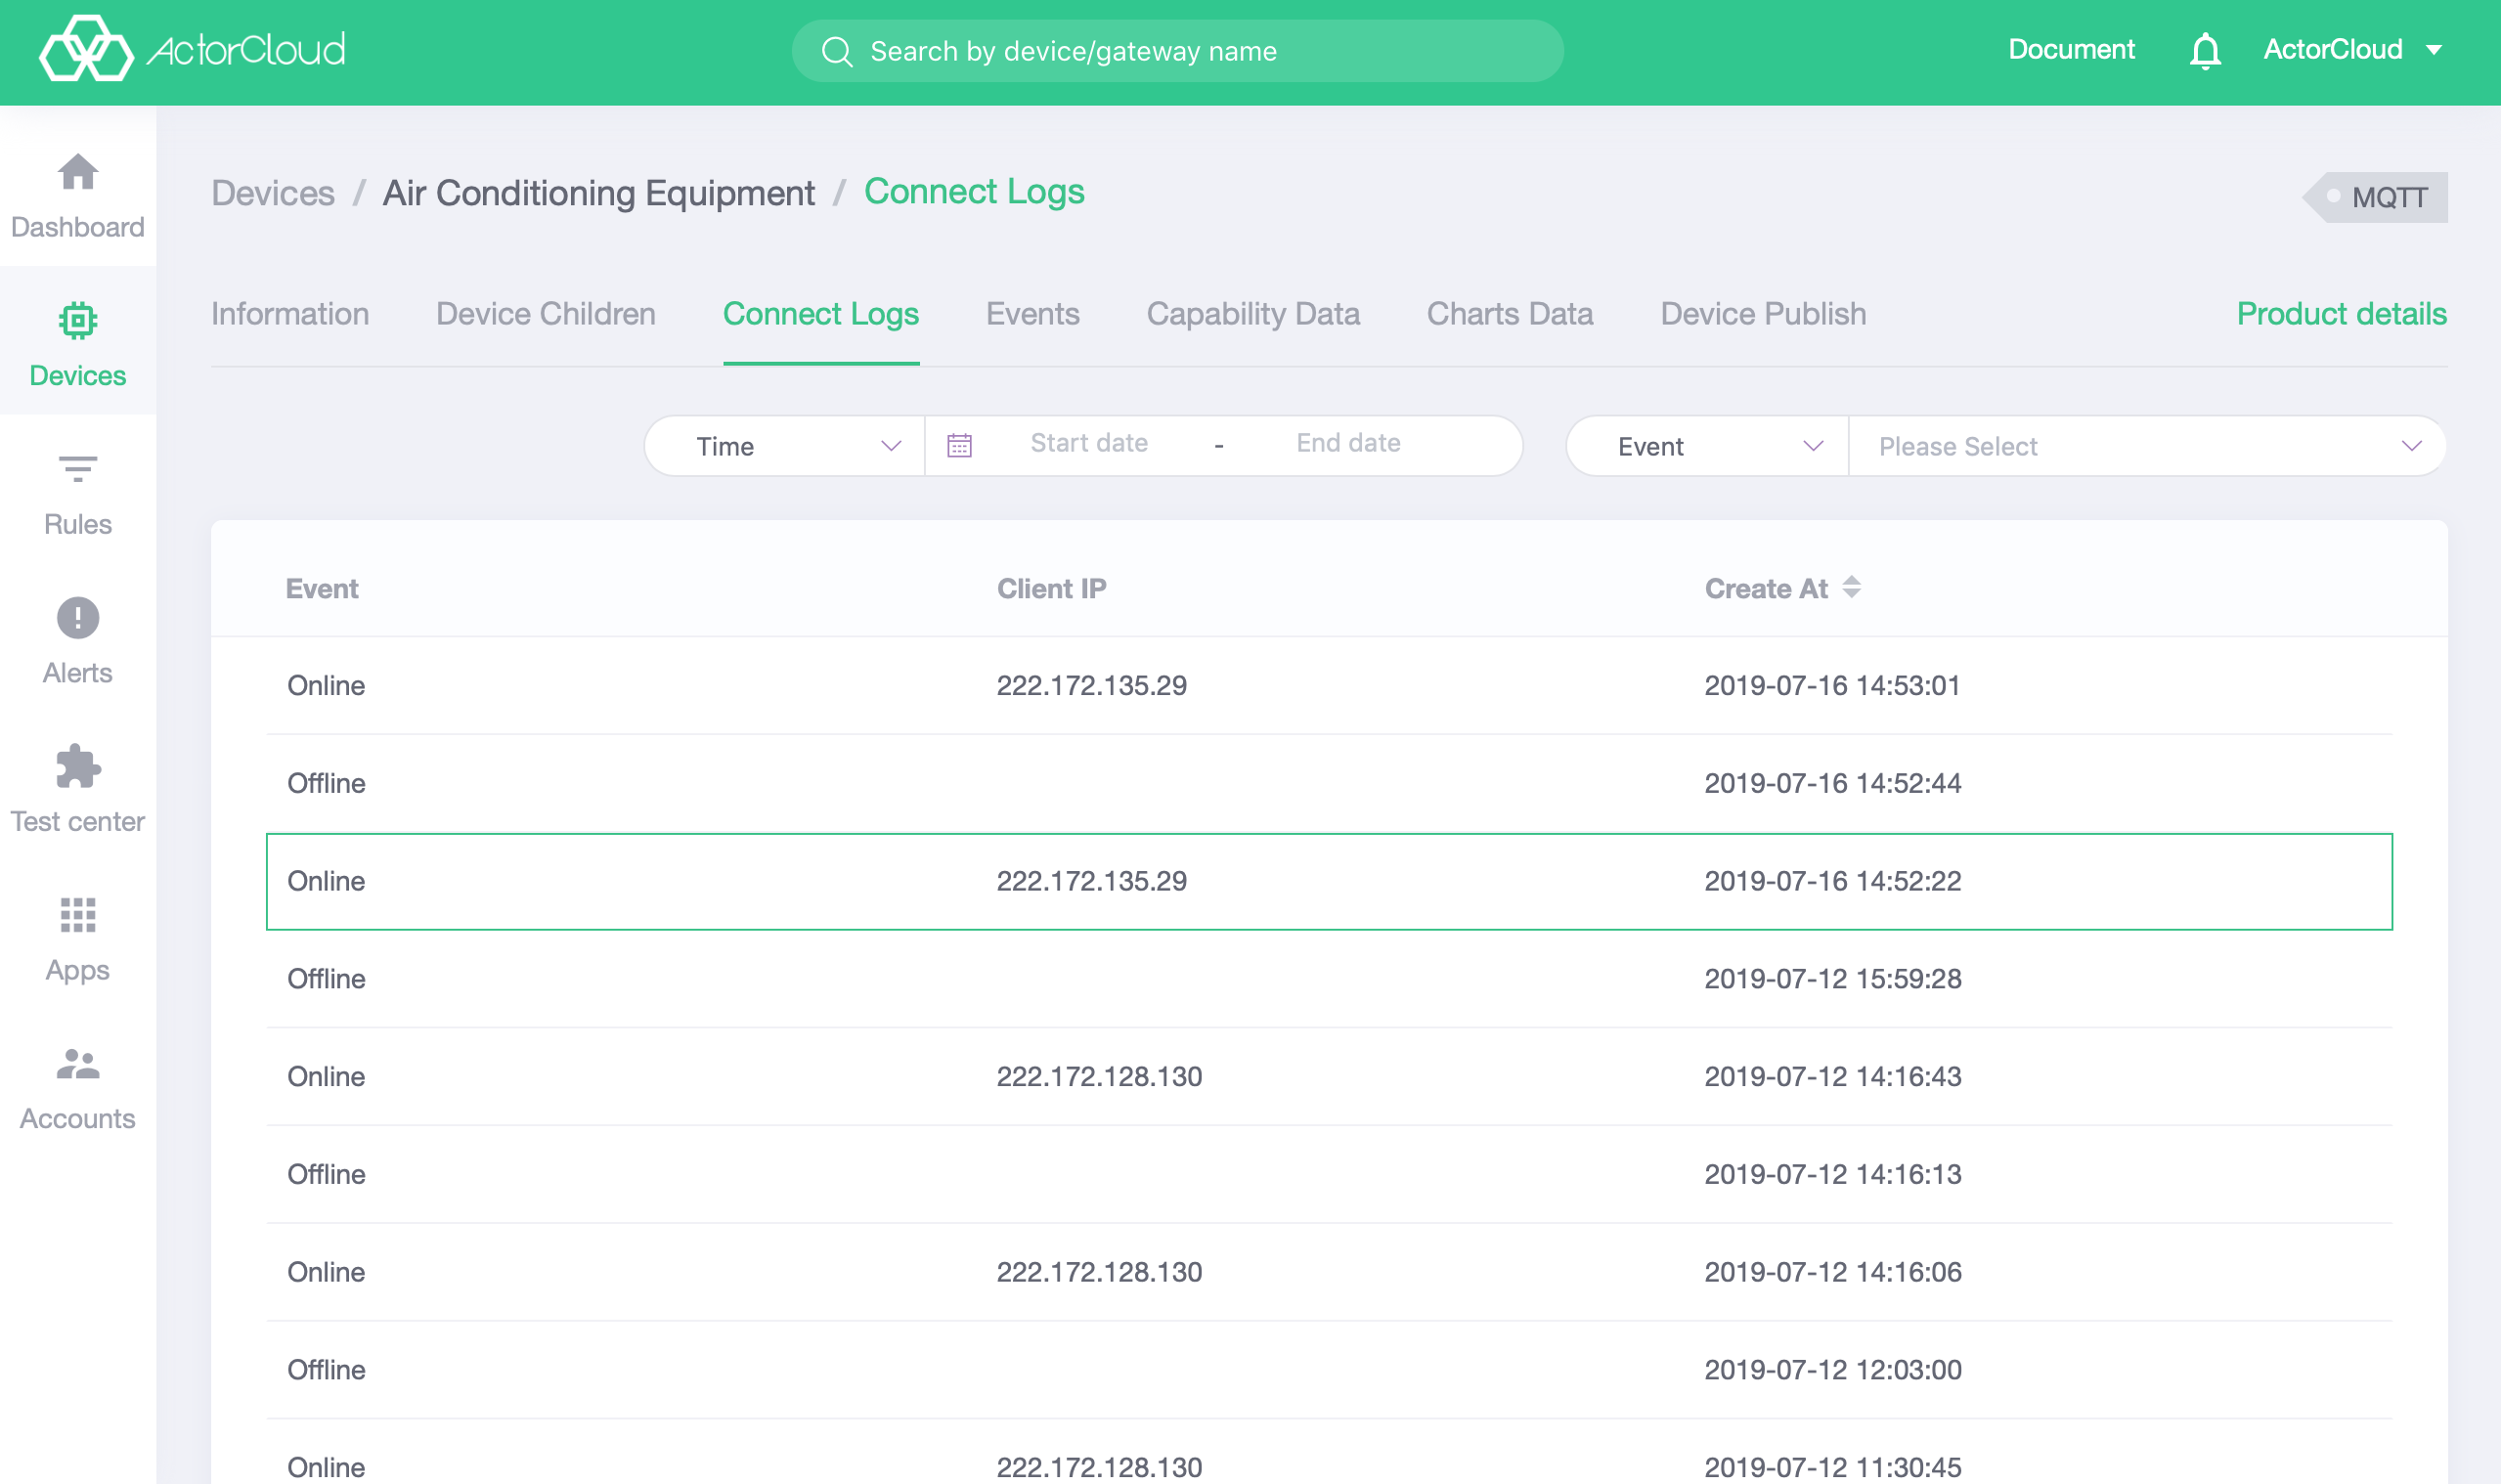 ActorCloud
Search by device/gateway name
Document
ActorCloud
Dashboard
Devices
Rules
Alerts
Test center
Apps
Accounts
Devices / Air Conditioning Equipment / Connect Logs
MQTT
Information Device Children Connect Logs Events Capability Data Charts Data Device Publish Product details
Time Start date - End date Event Please Select
Event Client IP Create At
Online 222.172.135.29 2019-07-16 14:53:01
Offline 2019-07-16 14:52:44
Online 222.172.135.29 2019-07-16 14:52:22
Offline 2019-07-12 15:59:28
Online 222.172.128.130 2019-07-12 14:16:43
Offline 2019-07-12 14:16:13
Online 222.172.128.130 2019-07-12 14:16:06
Offline 2019-07-12 12:03:00
Online 222.172.128.130 2019-07-12 11:30:45